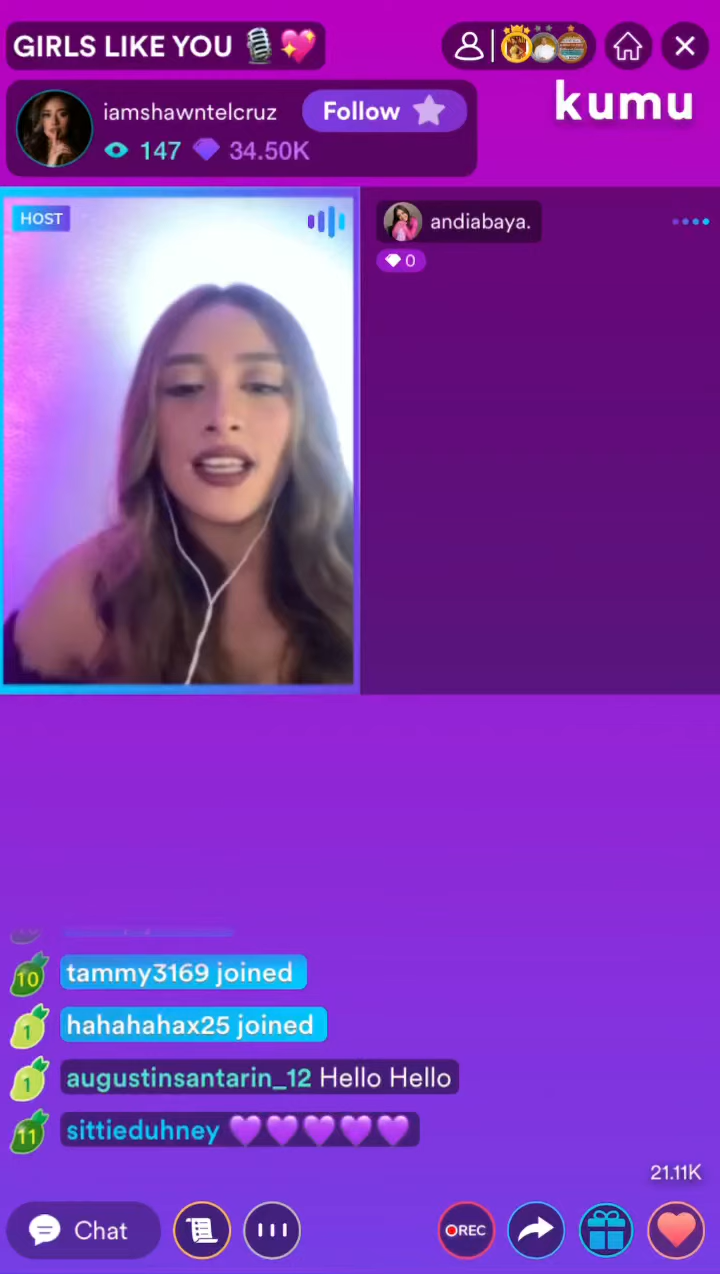 GIRLS LIKE YOU 🎙️💖
iamshawntelcruz
Follow
147 34.50K
kumu
HOST
andiabaya.
0
10 tammy3169 joined
1 hahahahax25 joined
1 augustinsantarin_12 Hello Hello
11 sittieduhney 💜💜💜💜💜
21.11K
Chat
REC